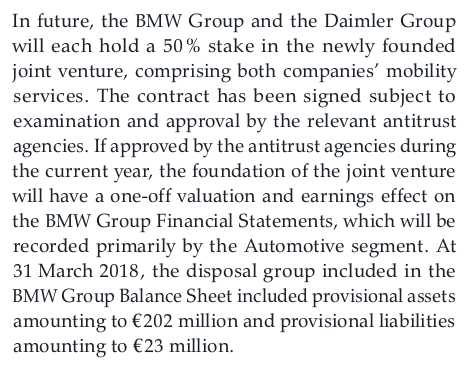 In future, the BMW Group and the Daimler Group
will each hold a 50 % stake in the newly founded
joint venture, comprising both companies’ mobility
services. The contract has been signed subject to
examination and approval by the relevant antitrust
agencies. If approved by the antitrust agencies during
the current year, the foundation of the joint venture
will have a one-off valuation and earnings effect on
the BMW Group Financial Statements, which will be
recorded primarily by the Automotive segment. At
31 March 2018, the disposal group included in the
BMW Group Balance Sheet included provisional assets
amounting to €202 million and provisional liabilities
amounting to €23 million.